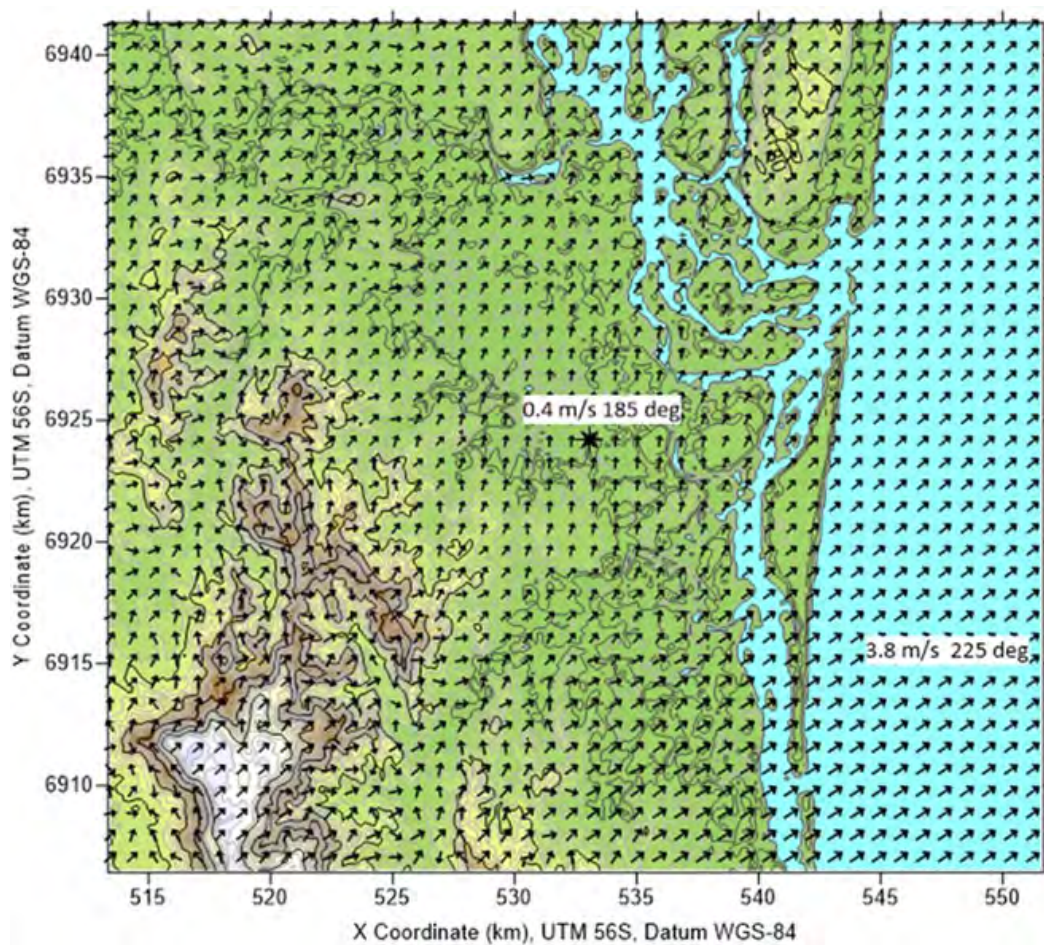 6940
6935
6930
6925
6920
6915
6910
Y Coordinate (km), UTM 56S, Datum WGS-84
0.4 m/s 185 deg
3.8 m/s 225 deg
515 520 525 530 535 540 545 550
X Coordinate (km), UTM 56S, Datum WGS-84